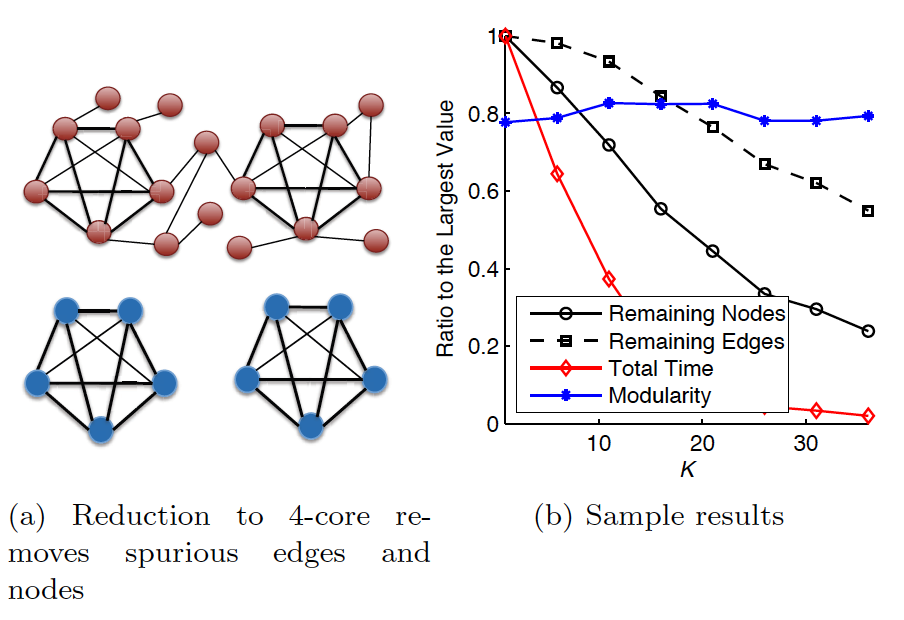 1
0.8
0.6
0.4
0.2
0
Ratio to the Largest Value
Remaining Nodes
Remaining Edges
Total Time
Modularity
10 20 30
K
(a) Reduction to 4-core re-
moves spurious edges and
nodes
(b) Sample results